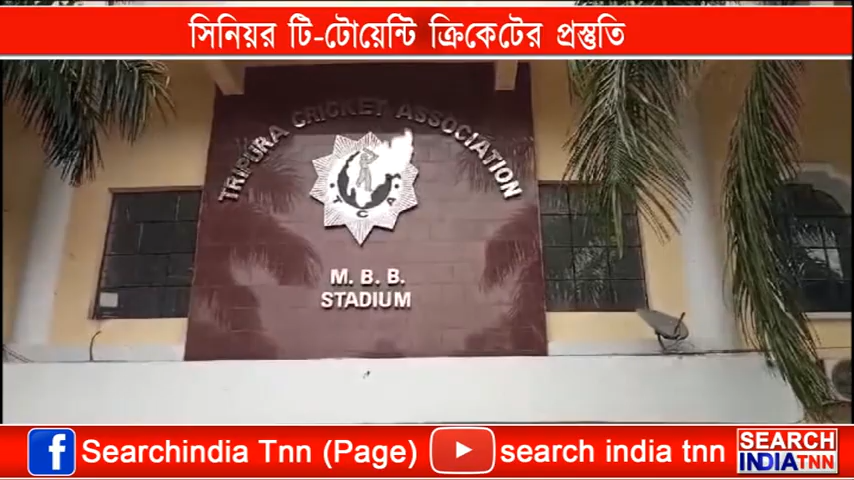 সিনিয়র টি-টোয়েন্টি ক্রিকেটের প্রস্তুতি
TRIPURA CRICKET ASSOCIATION
T C A
M. B. B.
STADIUM
f Searchindia Tnn (Page) search india tnn
SEARCH
INDIATNN